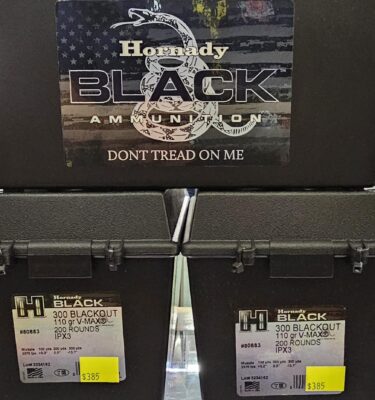 Hornady
BLACK
AMMUNITION
DONT TREAD ON ME
Hornady
BLACK
#80883
300 BLACKOUT
110 gr V-MAX
200 ROUNDS
IPX3
$385
Hornady
BLACK
#80883
300 BLACKOUT
110 gr V-MAX
200 ROUNDS
IPX3
$385